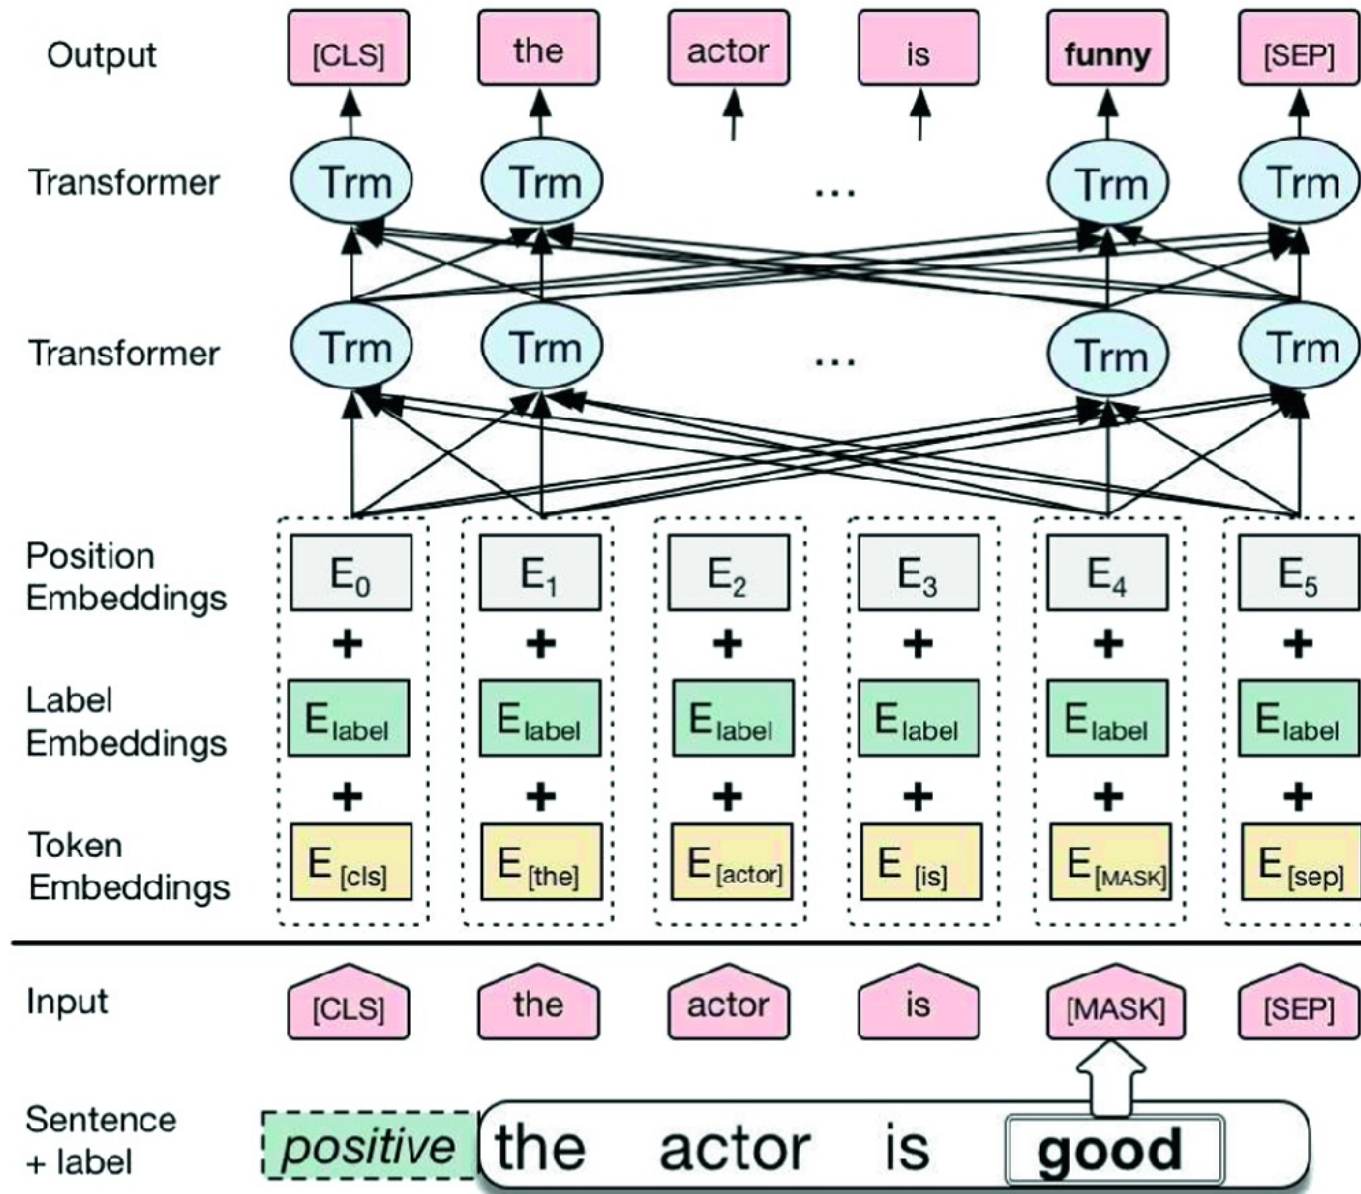 Output [CLS] the actor is funny [SEP]
Transformer Trm Trm ... Trm Trm
Transformer Trm Trm ... Trm Trm
Position
Embeddings E0 E1 E2 E3 E4 E5
+ + + + + +
Label
Embeddings Elabel Elabel Elabel Elabel Elabel Elabel
+ + + + + +
Token
Embeddings E[cls] E[the] E[actor] E[is] E[MASK] E[sep]
Input [CLS] the actor is [MASK] [SEP]
Sentence
+ label positive the actor is good